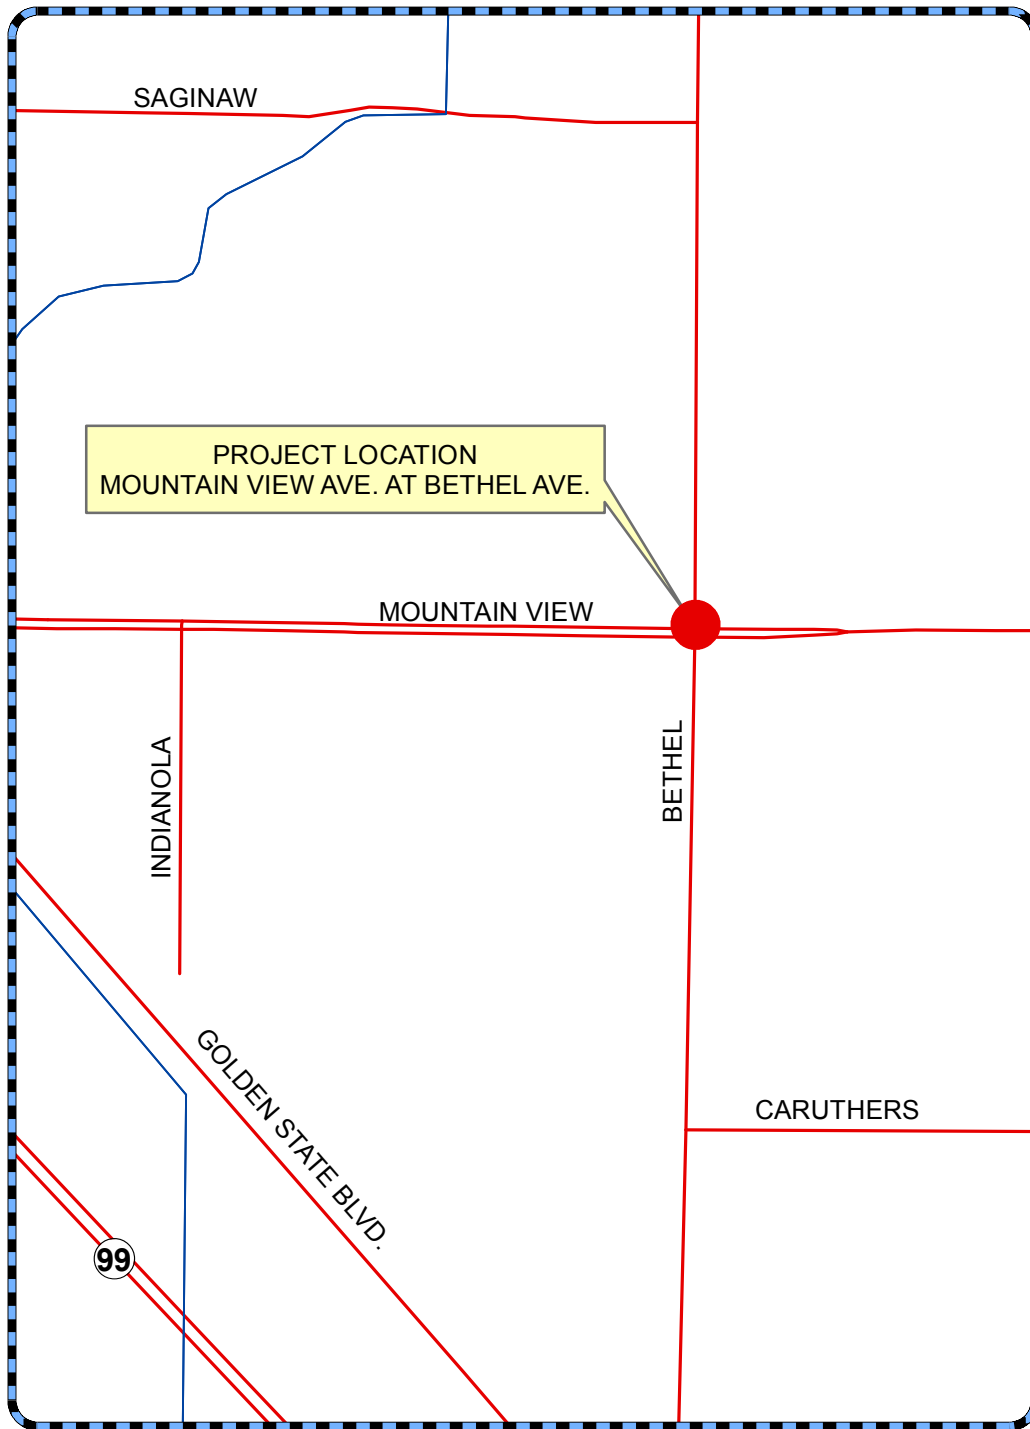 SAGINAW
PROJECT LOCATION
MOUNTAIN VIEW AVE. AT BETHEL AVE.
MOUNTAIN VIEW
INDIANOLA
BETHEL
GOLDEN STATE BLVD.
CARUTHERS
99